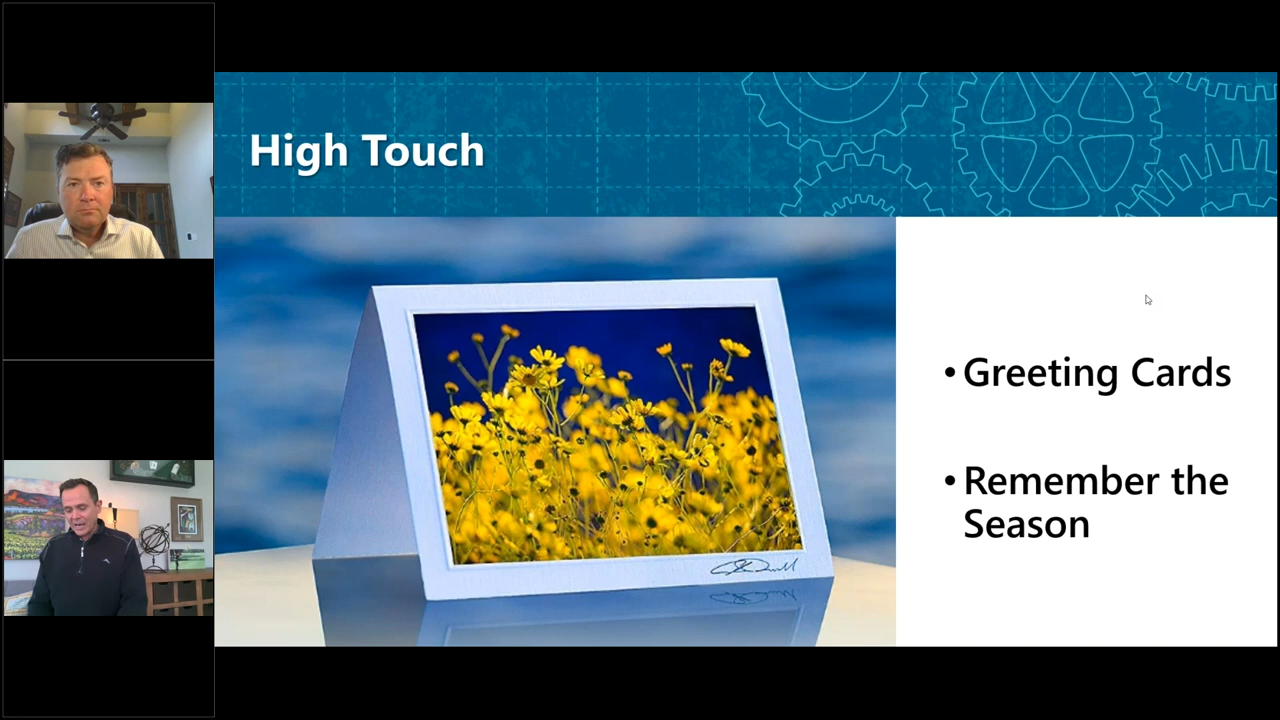 High Touch
• Greeting Cards
• Remember the
Season